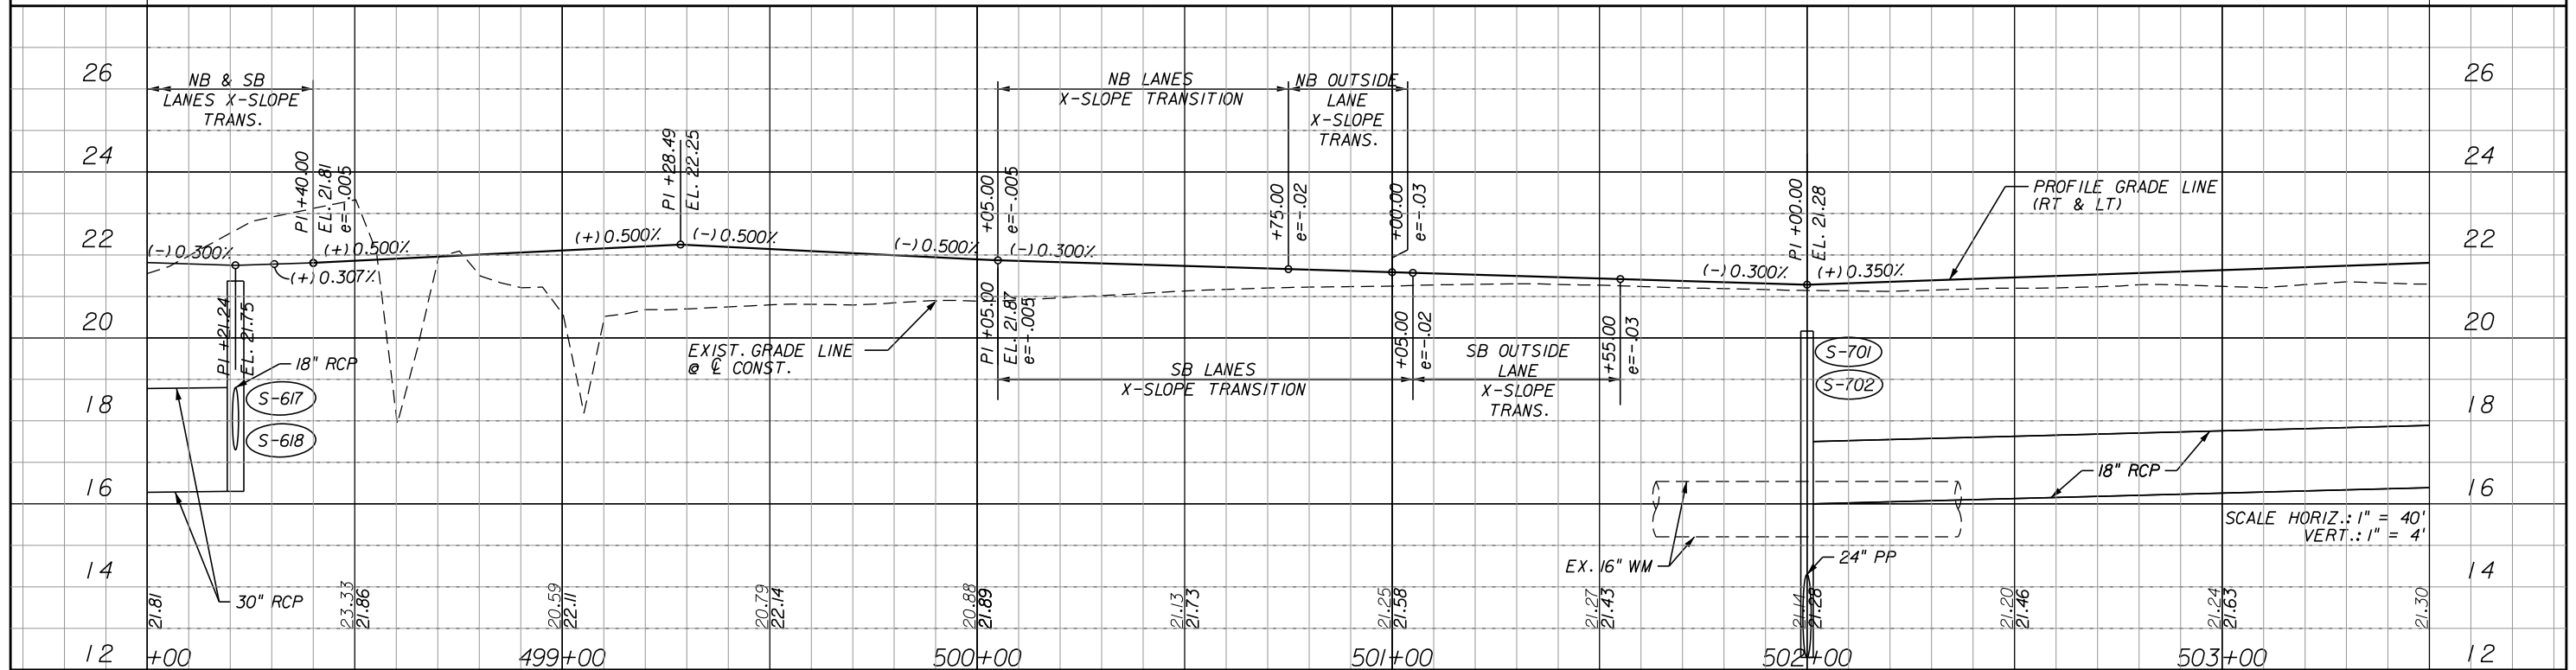 26
24
22
20
18
16
14
12
NB & SB
LANES X-SLOPE
TRANS.
PI +40.00
EL. 21.81
e=-.005
(-) 0.300%
(+) 0.500%
(+) 0.307%
PI +21.24
EL. 21.75
18" RCP
S-617
S-618
30" RCP
(+) 0.500%
PI +28.49
EL. 22.25
(-) 0.500%
EXIST. GRADE LINE
@ ℄ CONST.
NB LANES
X-SLOPE TRANSITION
NB OUTSIDE
LANE
X-SLOPE
TRANS.
+05.00
e=-.005
(-) 0.500%
(-) 0.300%
PI +05.00
EL. 21.87
e=-.005
+75.00
e=-.02
+00.00
e=-.03
SB LANES
X-SLOPE TRANSITION
+05.00
e=-.02
SB OUTSIDE
LANE
X-SLOPE
TRANS.
+55.00
e=-.03
PI +00.00
EL. 21.28
(-) 0.300%
(+) 0.350%
PROFILE GRADE LINE
(RT & LT)
S-701
S-702
18" RCP
EX. 16" WM
24" PP
SCALE HORIZ.: 1" = 40'
VERT.: 1" = 4'
26
24
22
20
18
16
14
12
21.81
23.33
21.86
20.59
22.11
20.79
22.14
20.88
21.89
21.13
21.73
21.25
21.58
21.27
21.43
21.14
21.28
21.20
21.46
21.24
21.63
21.30
+00
499+00
500+00
501+00
502+00
503+00